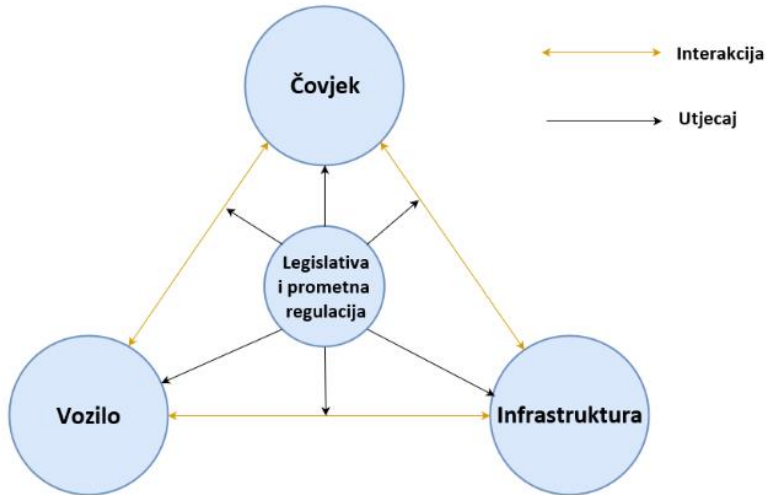 Čovjek
Interakcija
Utjecaj
Legislativa
i prometna
regulacija
Vozilo
Infrastruktura